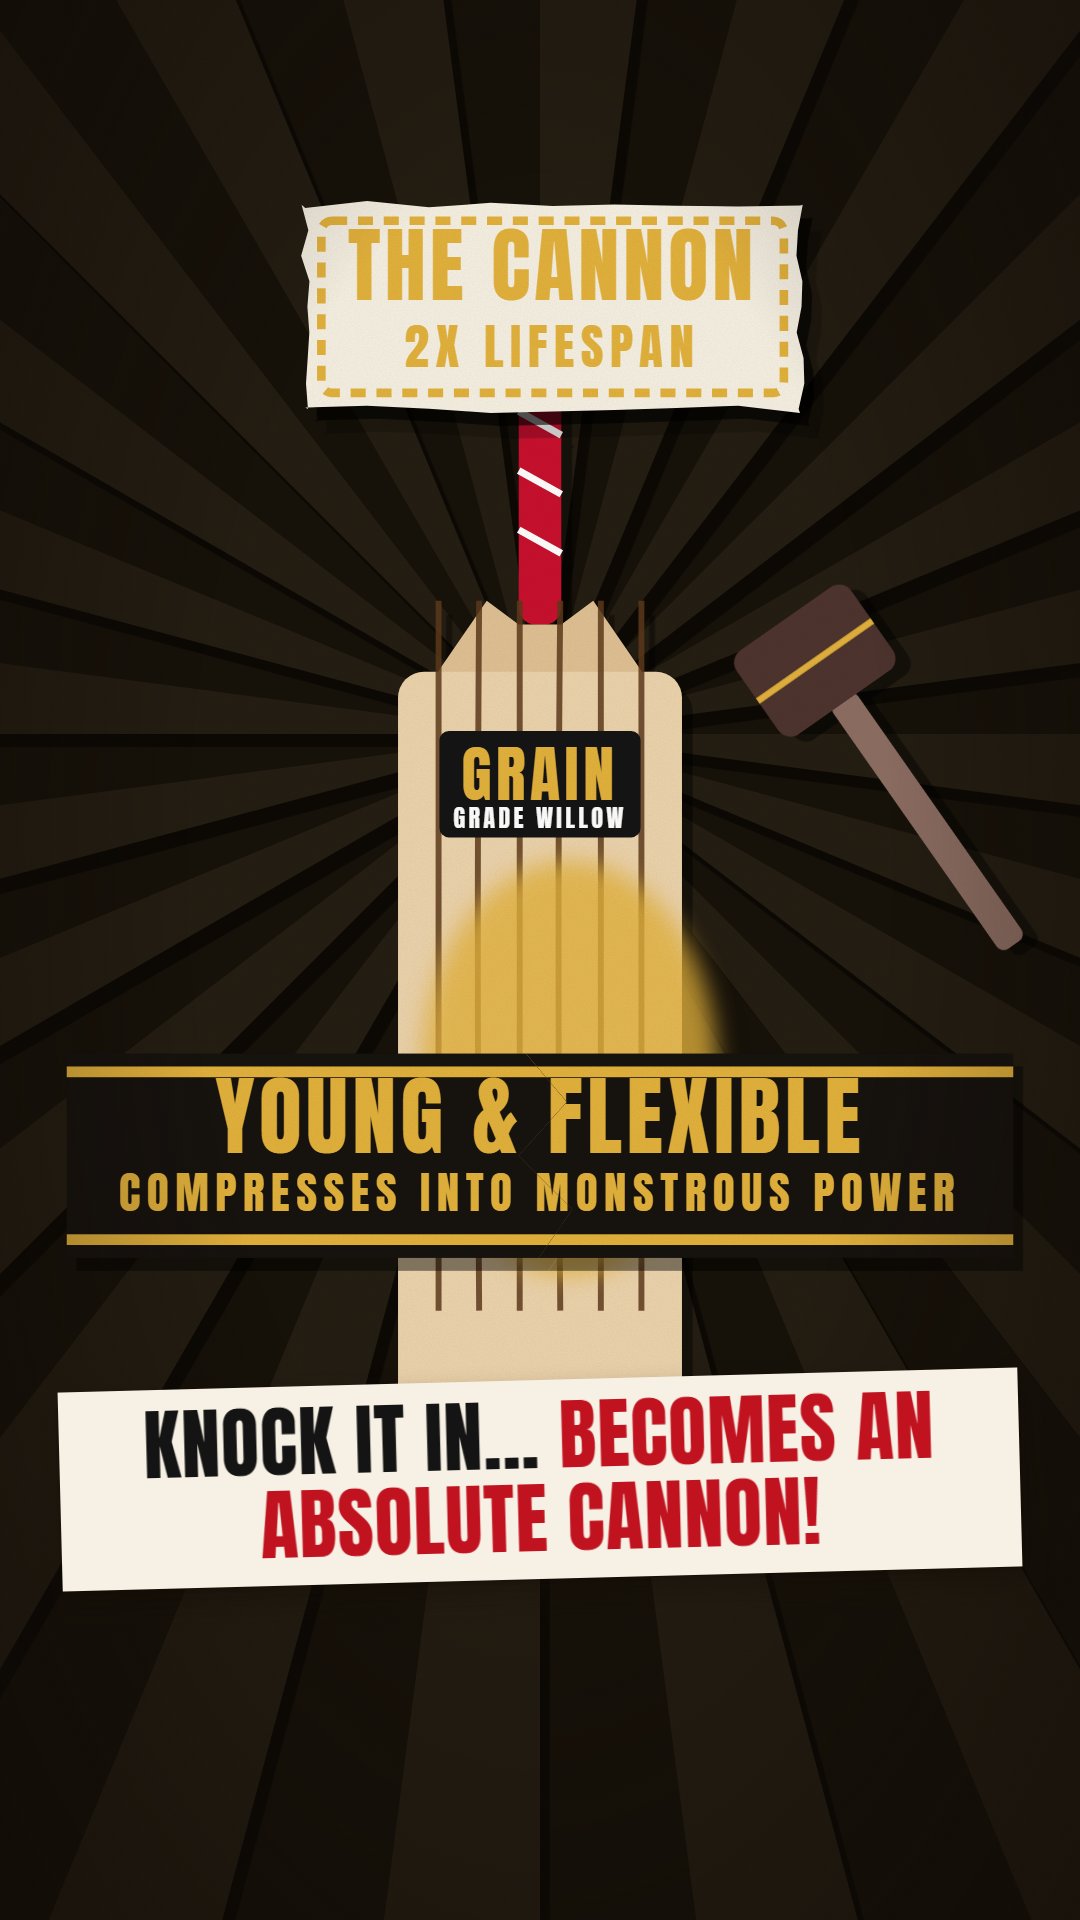 THE CANNON
2X LIFESPAN
GRAIN
GRADE WILLOW
YOUNG & FLEXIBLE
COMPRESSES INTO MONSTROUS POWER
KNOCK IT IN... BECOMES AN
ABSOLUTE CANNON!